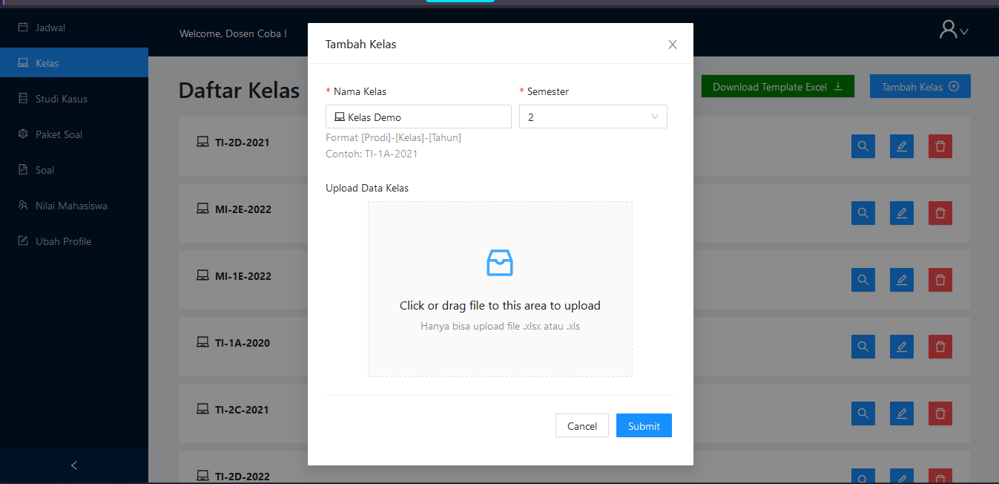 Jadwal
Kelas
Studi Kasus
Paket Soal
Soal
Nilai Mahasiswa
Ubah Profile
Welcome, Dosen Coba !
Daftar Kelas
Download Template Excel
Tambah Kelas
TI-2D-2021
MI-2E-2022
MI-1E-2022
TI-1A-2020
TI-2C-2021
TI-2D-2022
Tambah Kelas
* Nama Kelas
* Semester
Kelas Demo
2
Format [Prodi]-[Kelas]-[Tahun]
Contoh: TI-1A-2021
Upload Data Kelas
Click or drag file to this area to upload
Hanya bisa upload file .xlsx atau .xls
Cancel
Submit